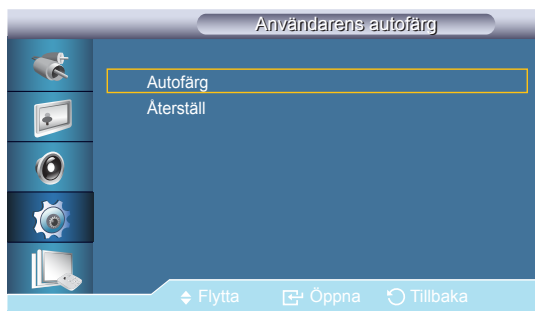 Användarens autofärg
Autofärg
Återställ
Flytta Öppna Tillbaka